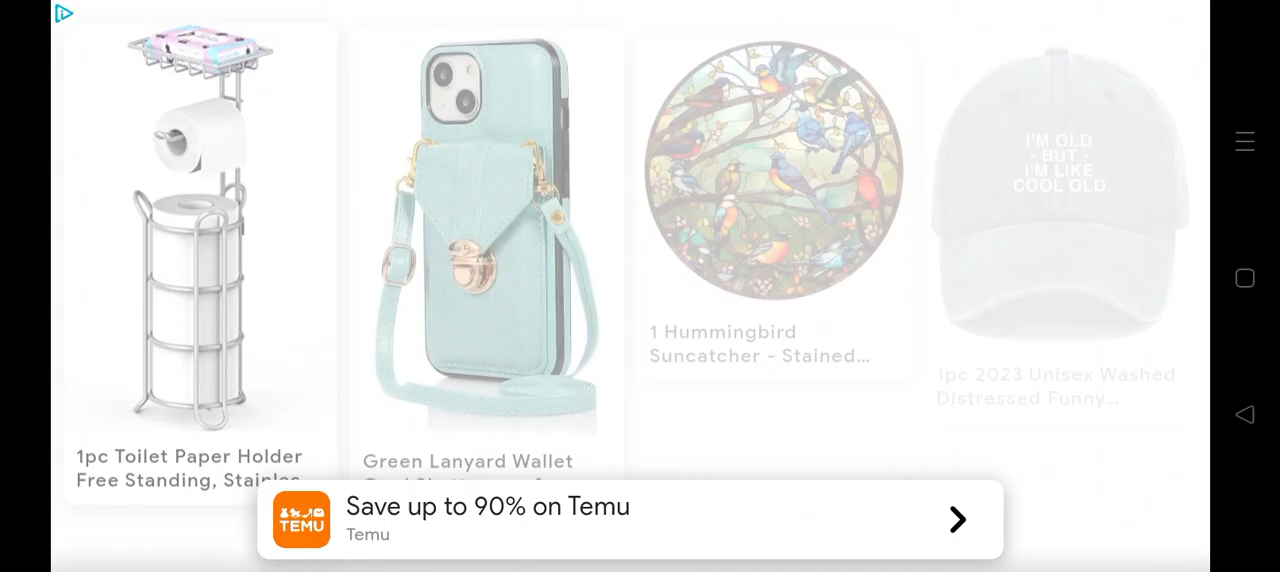 1pc Toilet Paper Holder
Free Standing, Stainles
Green Lanyard Wallet
1 Hummingbird
Suncatcher - Stained...
I'M OLD
- BUT -
I'M LIKE
COOL OLD
1pc 2023 Unisex Washed
Distressed Funny...
TEMU
Save up to 90% on Temu
Temu